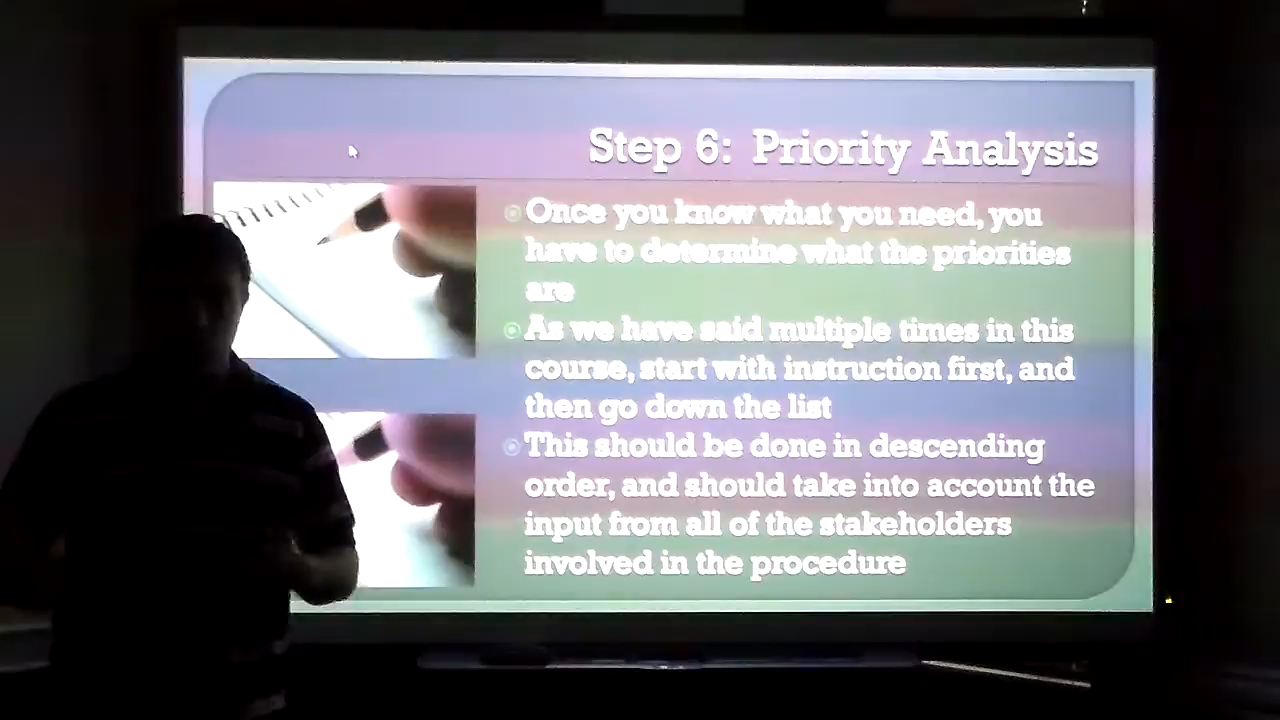 Step 6: Priority Analysis
Once you know what you need, you
have to determine what the priorities
are
As we have said multiple times in this
course, start with instruction first, and
then go down the list
This should be done in descending
order, and should take into account the
input from all of the stakeholders
involved in the procedure